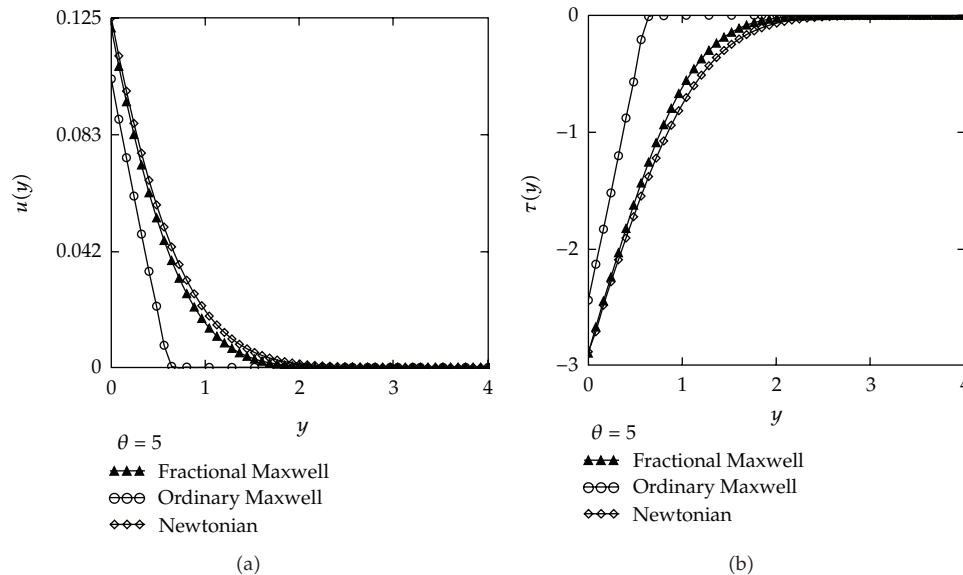 0.125
0.083
0.042
0
u(y)
0 1 2 3 4
y
θ = 5
Fractional Maxwell
Ordinary Maxwell
Newtonian
(a)
0
−1
−2
−3
τ(y)
0 1 2 3 4
y
θ = 5
Fractional Maxwell
Ordinary Maxwell
Newtonian
(b)